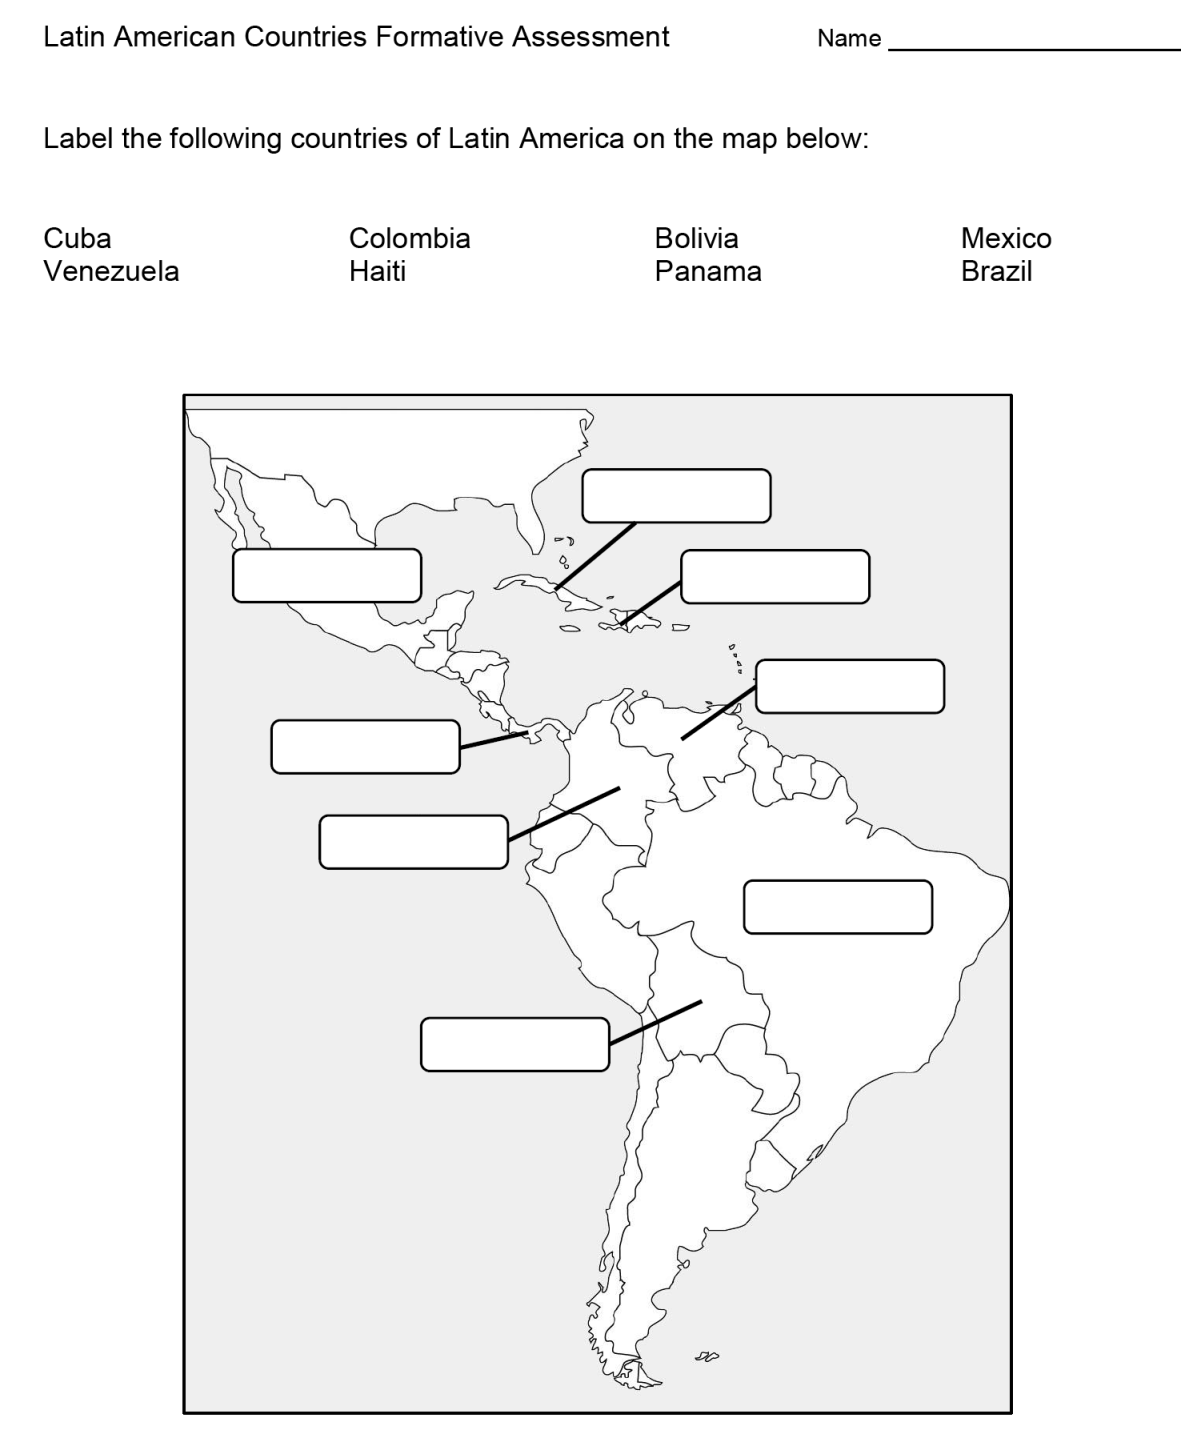 Latin American Countries Formative Assessment Name
Label the following countries of Latin America on the map below:
Cuba Colombia Bolivia Mexico
Venezuela Haiti Panama Brazil